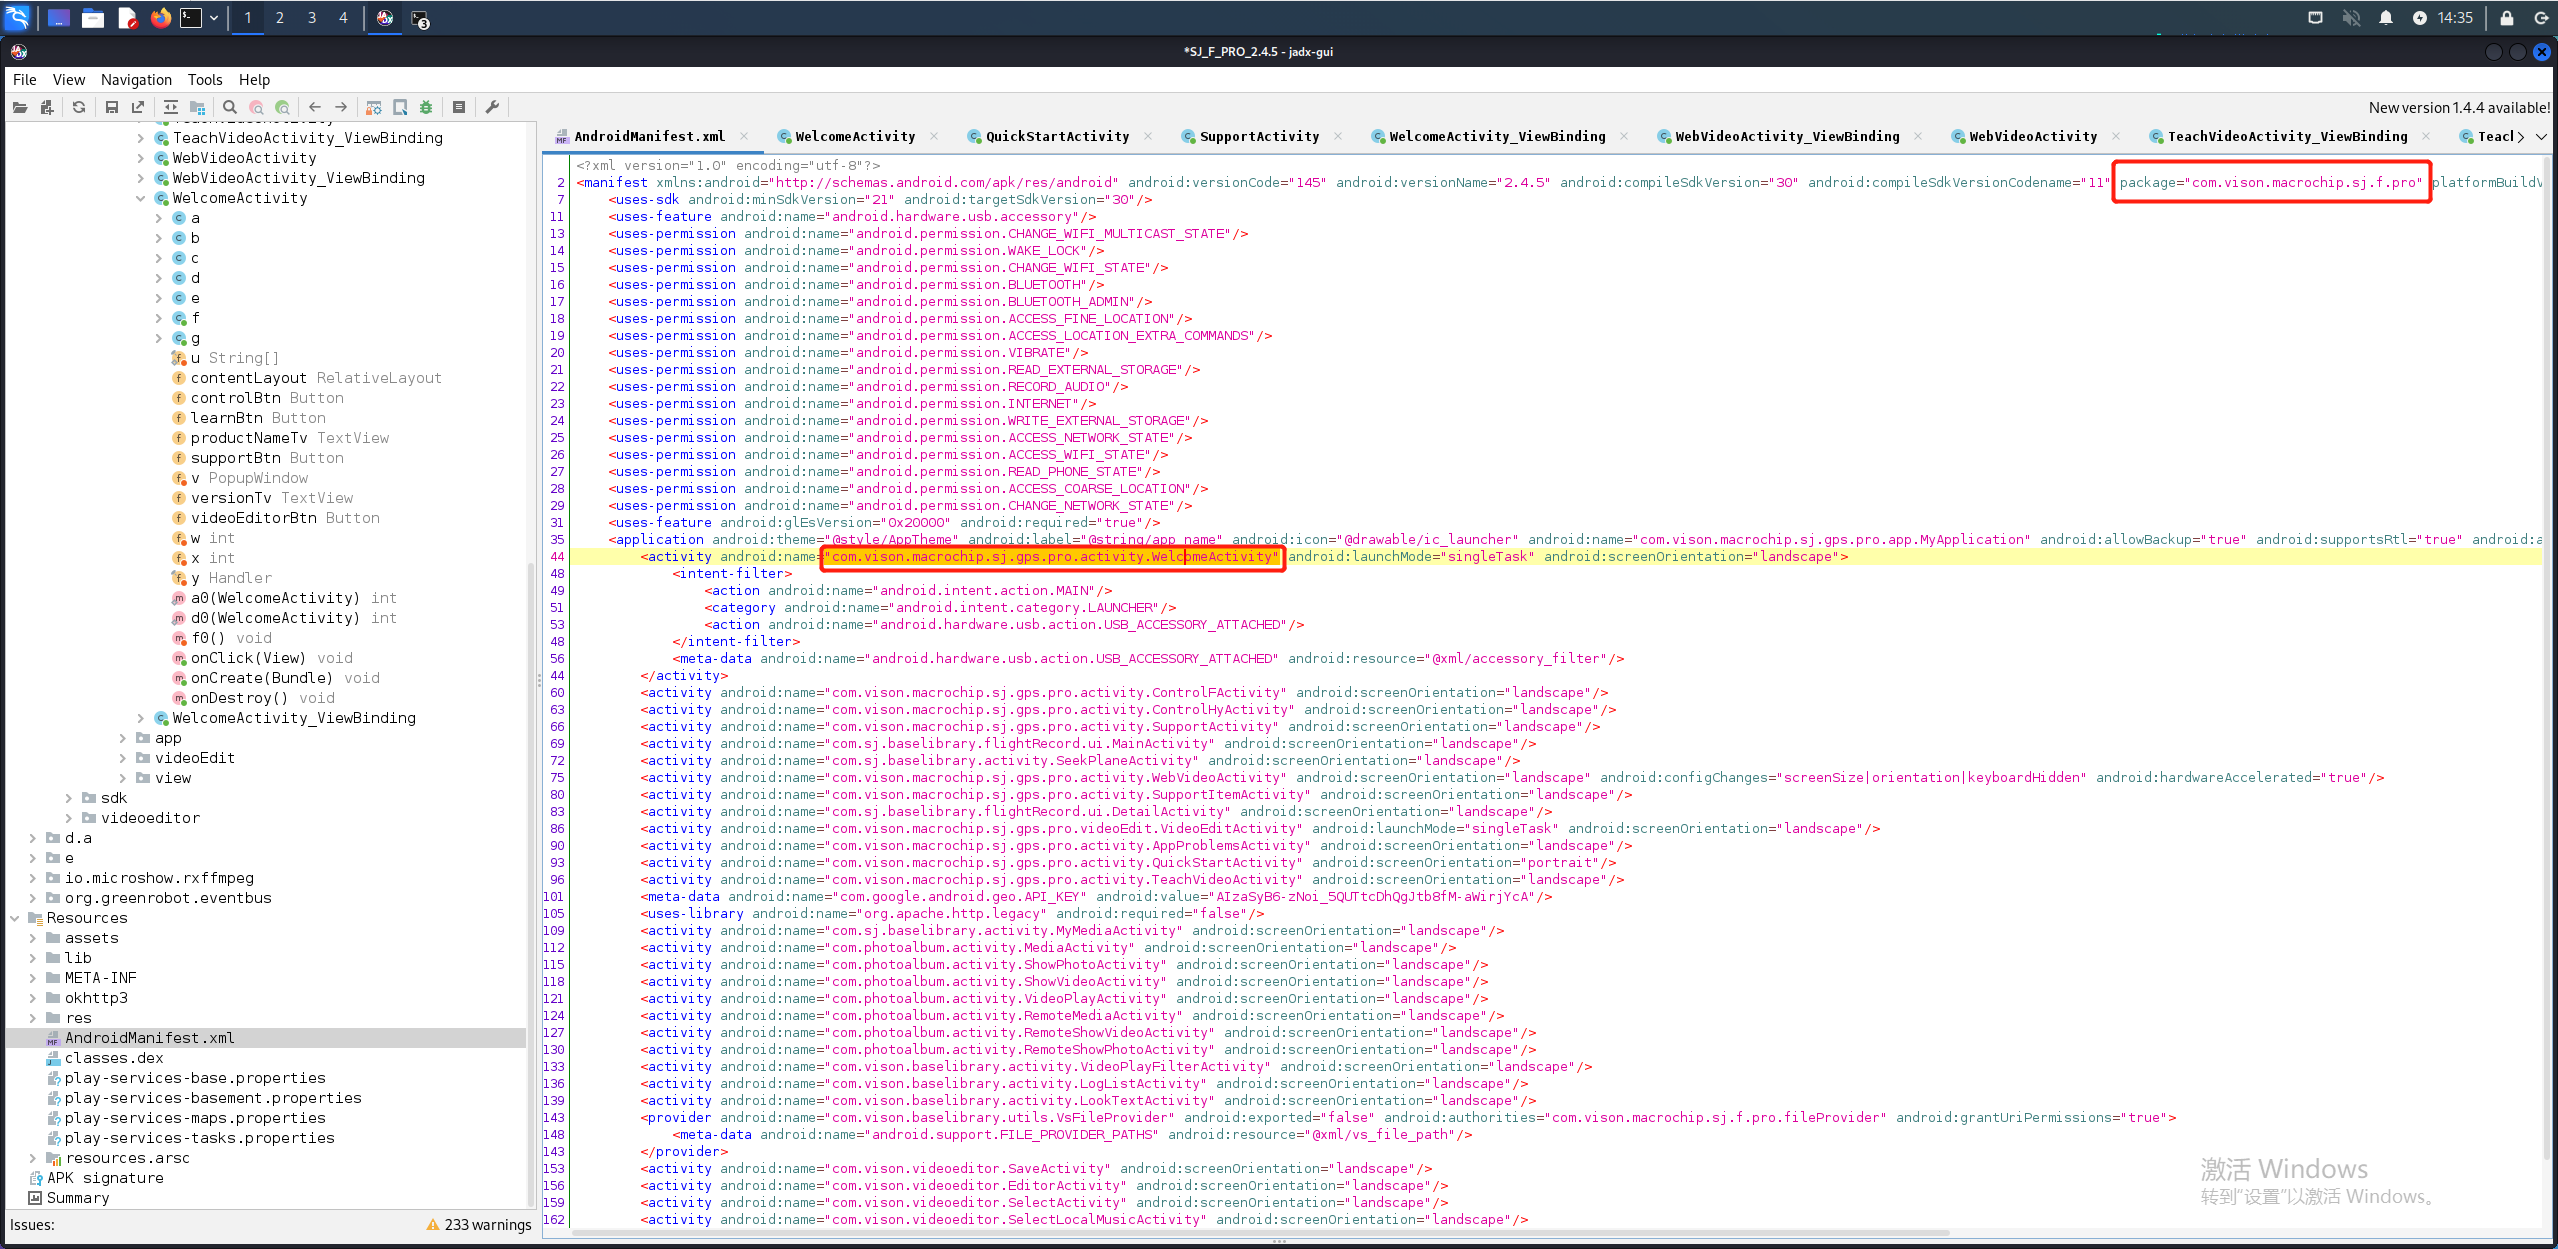 1 2 3 4 3 14:35
*SJ_F_PRO_2.4.5 - jadx-gui
File View Navigation Tools Help
New version 1.4.4 available!
TeachVideoActivity_ViewBinding
WebVideoActivity
WebVideoActivity_ViewBinding
WelcomeActivity
a
b
c
d
e
f
g
u String[]
contentLayout RelativeLayout
controlBtn Button
learnBtn Button
productNameTv TextView
supportBtn Button
v PopupWindow
versionTv TextView
videoEditorBtn Button
w int
x int
y Handler
a0(WelcomeActivity) int
d0(WelcomeActivity) int
f0() void
onClick(View) void
onCreate(Bundle) void
onDestroy() void
WelcomeActivity_ViewBinding
app
videoEdit
view
sdk
videoeditor
d.a
e
io.microshow.rxffmpeg
org.greenrobot.eventbus
Resources
assets
lib
META-INF
okhttp3
res
AndroidManifest.xml
classes.dex
play-services-base.properties
play-services-basement.properties
play-services-maps.properties
play-services-tasks.properties
resources.arsc
APK signature
Summary
Issues: 233 warnings
AndroidManifest.xml WelcomeActivity QuickStartActivity SupportActivity WelcomeActivity_ViewBinding WebVideoActivity_ViewBinding WebVideoActivity TeachVideoActivity_ViewBinding Teach
<?xml version="1.0" encoding="utf-8"?>
2 <manifest xmlns:android="http://schemas.android.com/apk/res/android" android:versionCode="145" android:versionName="2.4.5" android:compileSdkVersion="30" android:compileSdkVersionCodename="11" package="com.vison.macrochip.sj.f.pro" platformBuildV
7 <uses-sdk android:minSdkVersion="21" android:targetSdkVersion="30"/>
11 <uses-feature android:name="android.hardware.usb.accessory"/>
13 <uses-permission android:name="android.permission.CHANGE_WIFI_MULTICAST_STATE"/>
14 <uses-permission android:name="android.permission.WAKE_LOCK"/>
15 <uses-permission android:name="android.permission.CHANGE_WIFI_STATE"/>
16 <uses-permission android:name="android.permission.BLUETOOTH"/>
17 <uses-permission android:name="android.permission.BLUETOOTH_ADMIN"/>
18 <uses-permission android:name="android.permission.ACCESS_FINE_LOCATION"/>
19 <uses-permission android:name="android.permission.ACCESS_LOCATION_EXTRA_COMMANDS"/>
20 <uses-permission android:name="android.permission.VIBRATE"/>
21 <uses-permission android:name="android.permission.READ_EXTERNAL_STORAGE"/>
22 <uses-permission android:name="android.permission.RECORD_AUDIO"/>
23 <uses-permission android:name="android.permission.INTERNET"/>
24 <uses-permission android:name="android.permission.WRITE_EXTERNAL_STORAGE"/>
25 <uses-permission android:name="android.permission.ACCESS_NETWORK_STATE"/>
26 <uses-permission android:name="android.permission.ACCESS_WIFI_STATE"/>
27 <uses-permission android:name="android.permission.READ_PHONE_STATE"/>
28 <uses-permission android:name="android.permission.ACCESS_COARSE_LOCATION"/>
29 <uses-permission android:name="android.permission.CHANGE_NETWORK_STATE"/>
31 <uses-feature android:glEsVersion="0x20000" android:required="true"/>
35 <application android:theme="@style/AppTheme" android:label="@string/app_name" android:icon="@drawable/ic_launcher" android:name="com.vison.macrochip.sj.gps.pro.app.MyApplication" android:allowBackup="true" android:supportsRtl="true" android:a
44 <activity android:name="com.vison.macrochip.sj.gps.pro.activity.WelcomeActivity" android:launchMode="singleTask" android:screenOrientation="landscape">
48 <intent-filter>
49 <action android:name="android.intent.action.MAIN"/>
51 <category android:name="android.intent.category.LAUNCHER"/>
53 <action android:name="android.hardware.usb.action.USB_ACCESSORY_ATTACHED"/>
48 </intent-filter>
56 <meta-data android:name="android.hardware.usb.action.USB_ACCESSORY_ATTACHED" android:resource="@xml/accessory_filter"/>
44 </activity>
60 <activity android:name="com.vison.macrochip.sj.gps.pro.activity.ControlFActivity" android:screenOrientation="landscape"/>
63 <activity android:name="com.vison.macrochip.sj.gps.pro.activity.ControlHyActivity" android:screenOrientation="landscape"/>
66 <activity android:name="com.vison.macrochip.sj.gps.pro.activity.SupportActivity" android:screenOrientation="landscape"/>
69 <activity android:name="com.sj.baselibrary.flightRecord.ui.MainActivity" android:screenOrientation="landscape"/>
72 <activity android:name="com.sj.baselibrary.activity.SeekPlaneActivity" android:screenOrientation="landscape"/>
75 <activity android:name="com.vison.macrochip.sj.gps.pro.activity.WebVideoActivity" android:screenOrientation="landscape" android:configChanges="screenSize|orientation|keyboardHidden" android:hardwareAccelerated="true"/>
80 <activity android:name="com.vison.macrochip.sj.gps.pro.activity.SupportItemActivity" android:screenOrientation="landscape"/>
83 <activity android:name="com.sj.baselibrary.flightRecord.ui.DetailActivity" android:screenOrientation="landscape"/>
86 <activity android:name="com.vison.macrochip.sj.gps.pro.videoEdit.VideoEditActivity" android:launchMode="singleTask" android:screenOrientation="landscape"/>
90 <activity android:name="com.vison.macrochip.sj.gps.pro.activity.AppProblemsActivity" android:screenOrientation="landscape"/>
93 <activity android:name="com.vison.macrochip.sj.gps.pro.activity.QuickStartActivity" android:screenOrientation="portrait"/>
96 <activity android:name="com.vison.macrochip.sj.gps.pro.activity.TeachVideoActivity" android:screenOrientation="landscape"/>
101 <meta-data android:name="com.google.android.geo.API_KEY" android:value="AIzaSyB6-zNoi_5QUTtcDhQgJtb8fM-aWirjYcA"/>
105 <uses-library android:name="org.apache.http.legacy" android:required="false"/>
109 <activity android:name="com.sj.baselibrary.activity.MyMediaActivity" android:screenOrientation="landscape"/>
112 <activity android:name="com.photoalbum.activity.MediaActivity" android:screenOrientation="landscape"/>
115 <activity android:name="com.photoalbum.activity.ShowPhotoActivity" android:screenOrientation="landscape"/>
118 <activity android:name="com.photoalbum.activity.ShowVideoActivity" android:screenOrientation="landscape"/>
121 <activity android:name="com.photoalbum.activity.VideoPlayActivity" android:screenOrientation="landscape"/>
124 <activity android:name="com.photoalbum.activity.RemoteMediaActivity" android:screenOrientation="landscape"/>
127 <activity android:name="com.photoalbum.activity.RemoteShowVideoActivity" android:screenOrientation="landscape"/>
130 <activity android:name="com.photoalbum.activity.RemoteShowPhotoActivity" android:screenOrientation="landscape"/>
133 <activity android:name="com.vison.baselibrary.activity.VideoPlayFilterActivity" android:screenOrientation="landscape"/>
136 <activity android:name="com.vison.baselibrary.activity.LogListActivity" android:screenOrientation="landscape"/>
139 <activity android:name="com.vison.baselibrary.activity.LookTextActivity" android:screenOrientation="landscape"/>
143 <provider android:name="com.vison.baselibrary.utils.VsFileProvider" android:exported="false" android:authorities="com.vison.macrochip.sj.f.pro.fileProvider" android:grantUriPermissions="true">
148 <meta-data android:name="android.support.FILE_PROVIDER_PATHS" android:resource="@xml/vs_file_path"/>
143 </provider>
153 <activity android:name="com.vison.videoeditor.SaveActivity" android:screenOrientation="landscape"/>
156 <activity android:name="com.vison.videoeditor.EditorActivity" android:screenOrientation="landscape"/>
159 <activity android:name="com.vison.videoeditor.SelectActivity" android:screenOrientation="landscape"/>
162 <activity android:name="com.vison.videoeditor.SelectLocalMusicActivity" android:screenOrientation="landscape"/>
激活 Windows
转到“设置”以激活 Windows。